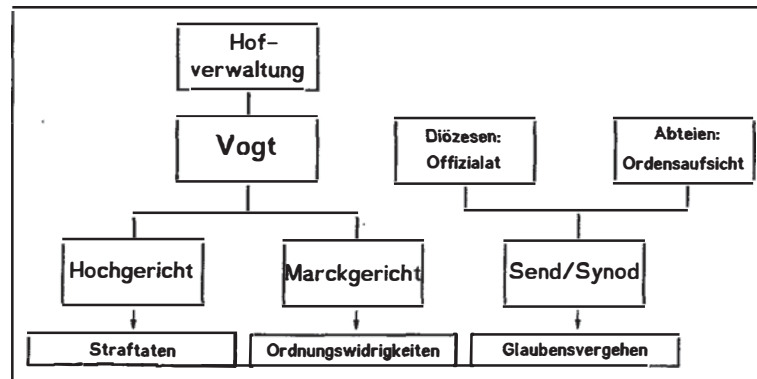 Hof-
verwaltung
Vogt
Diözesen:
Offizialat
Abteien:
Ordensaufsicht
Hochgericht
Marckgericht
Send/Synod
Straftaten
Ordnungswidrigkeiten
Glaubensvergehen